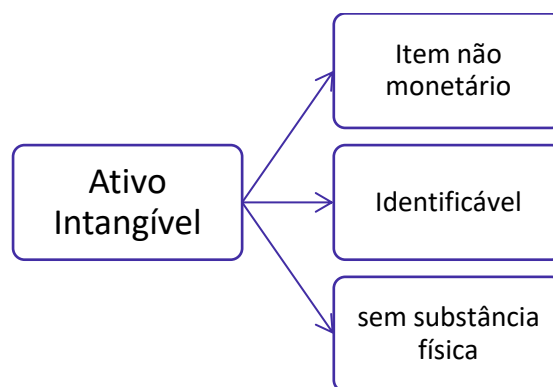 Ativo
Intangível
Item não
monetário
Identificável
sem substância
física